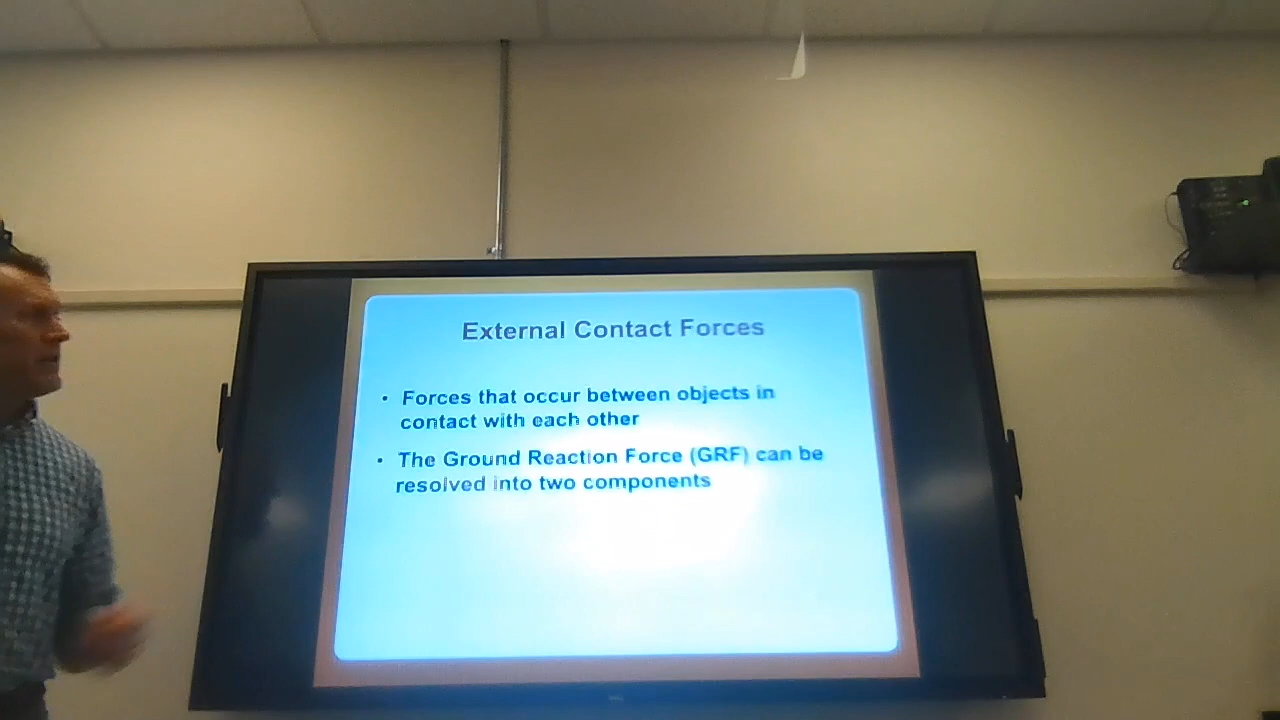 External Contact Forces
• Forces that occur between objects in
contact with each other
• The Ground Reaction Force (GRF) can be
resolved into two components